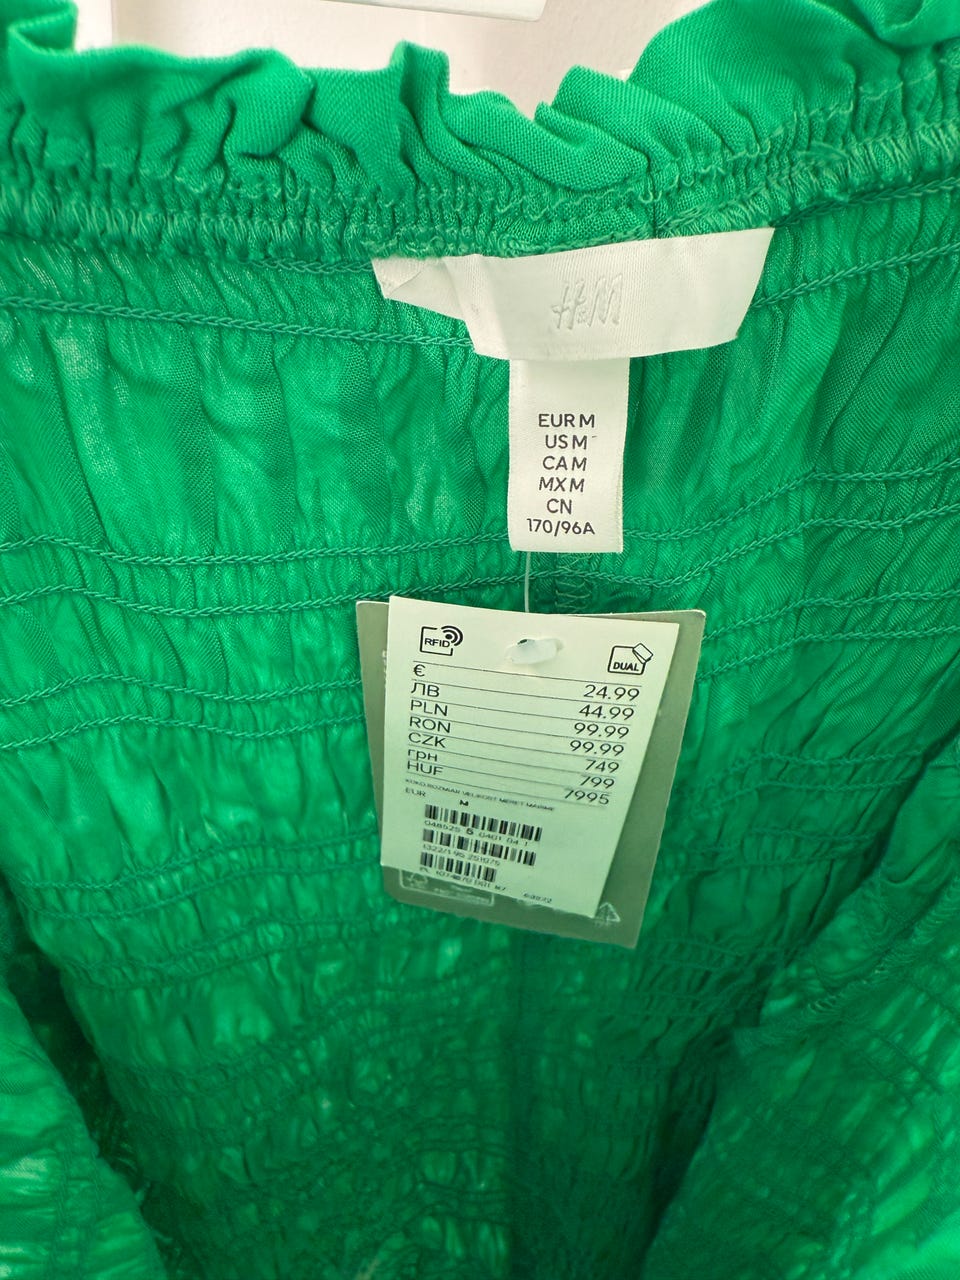 H&M
EUR M
US M
CA M
MX M
CN
170/96A
RFID
DUAL
€ 24.99
ЛВ 44.99
PLN 99.99
RON 99.99
CZK 749
грн 799
HUF 7995
EUR M